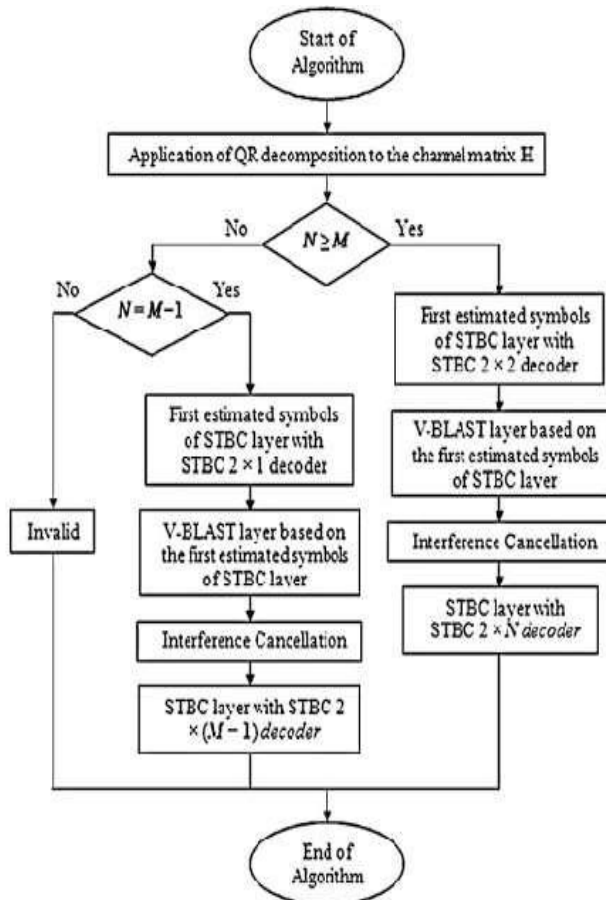 Start of
Algorithm
Application of QR decomposition to the channel matrix H
No
N ≥ M
Yes
No
N = M−1
Yes
First estimated symbols
of STBC layer with
STBC 2 × 2 decoder
First estimated symbols
of STBC layer with
STBC 2 × 1 decoder
V-BLAST layer based on
the first estimated symbols
of STBC layer
Invalid
V-BLAST layer based on
the first estimated symbols
of STBC layer
Interference Cancellation
Interference Cancellation
STBC layer with
STBC 2 × N decoder
STBC layer with STBC 2
× (M − 1) decoder
End of
Algorithm